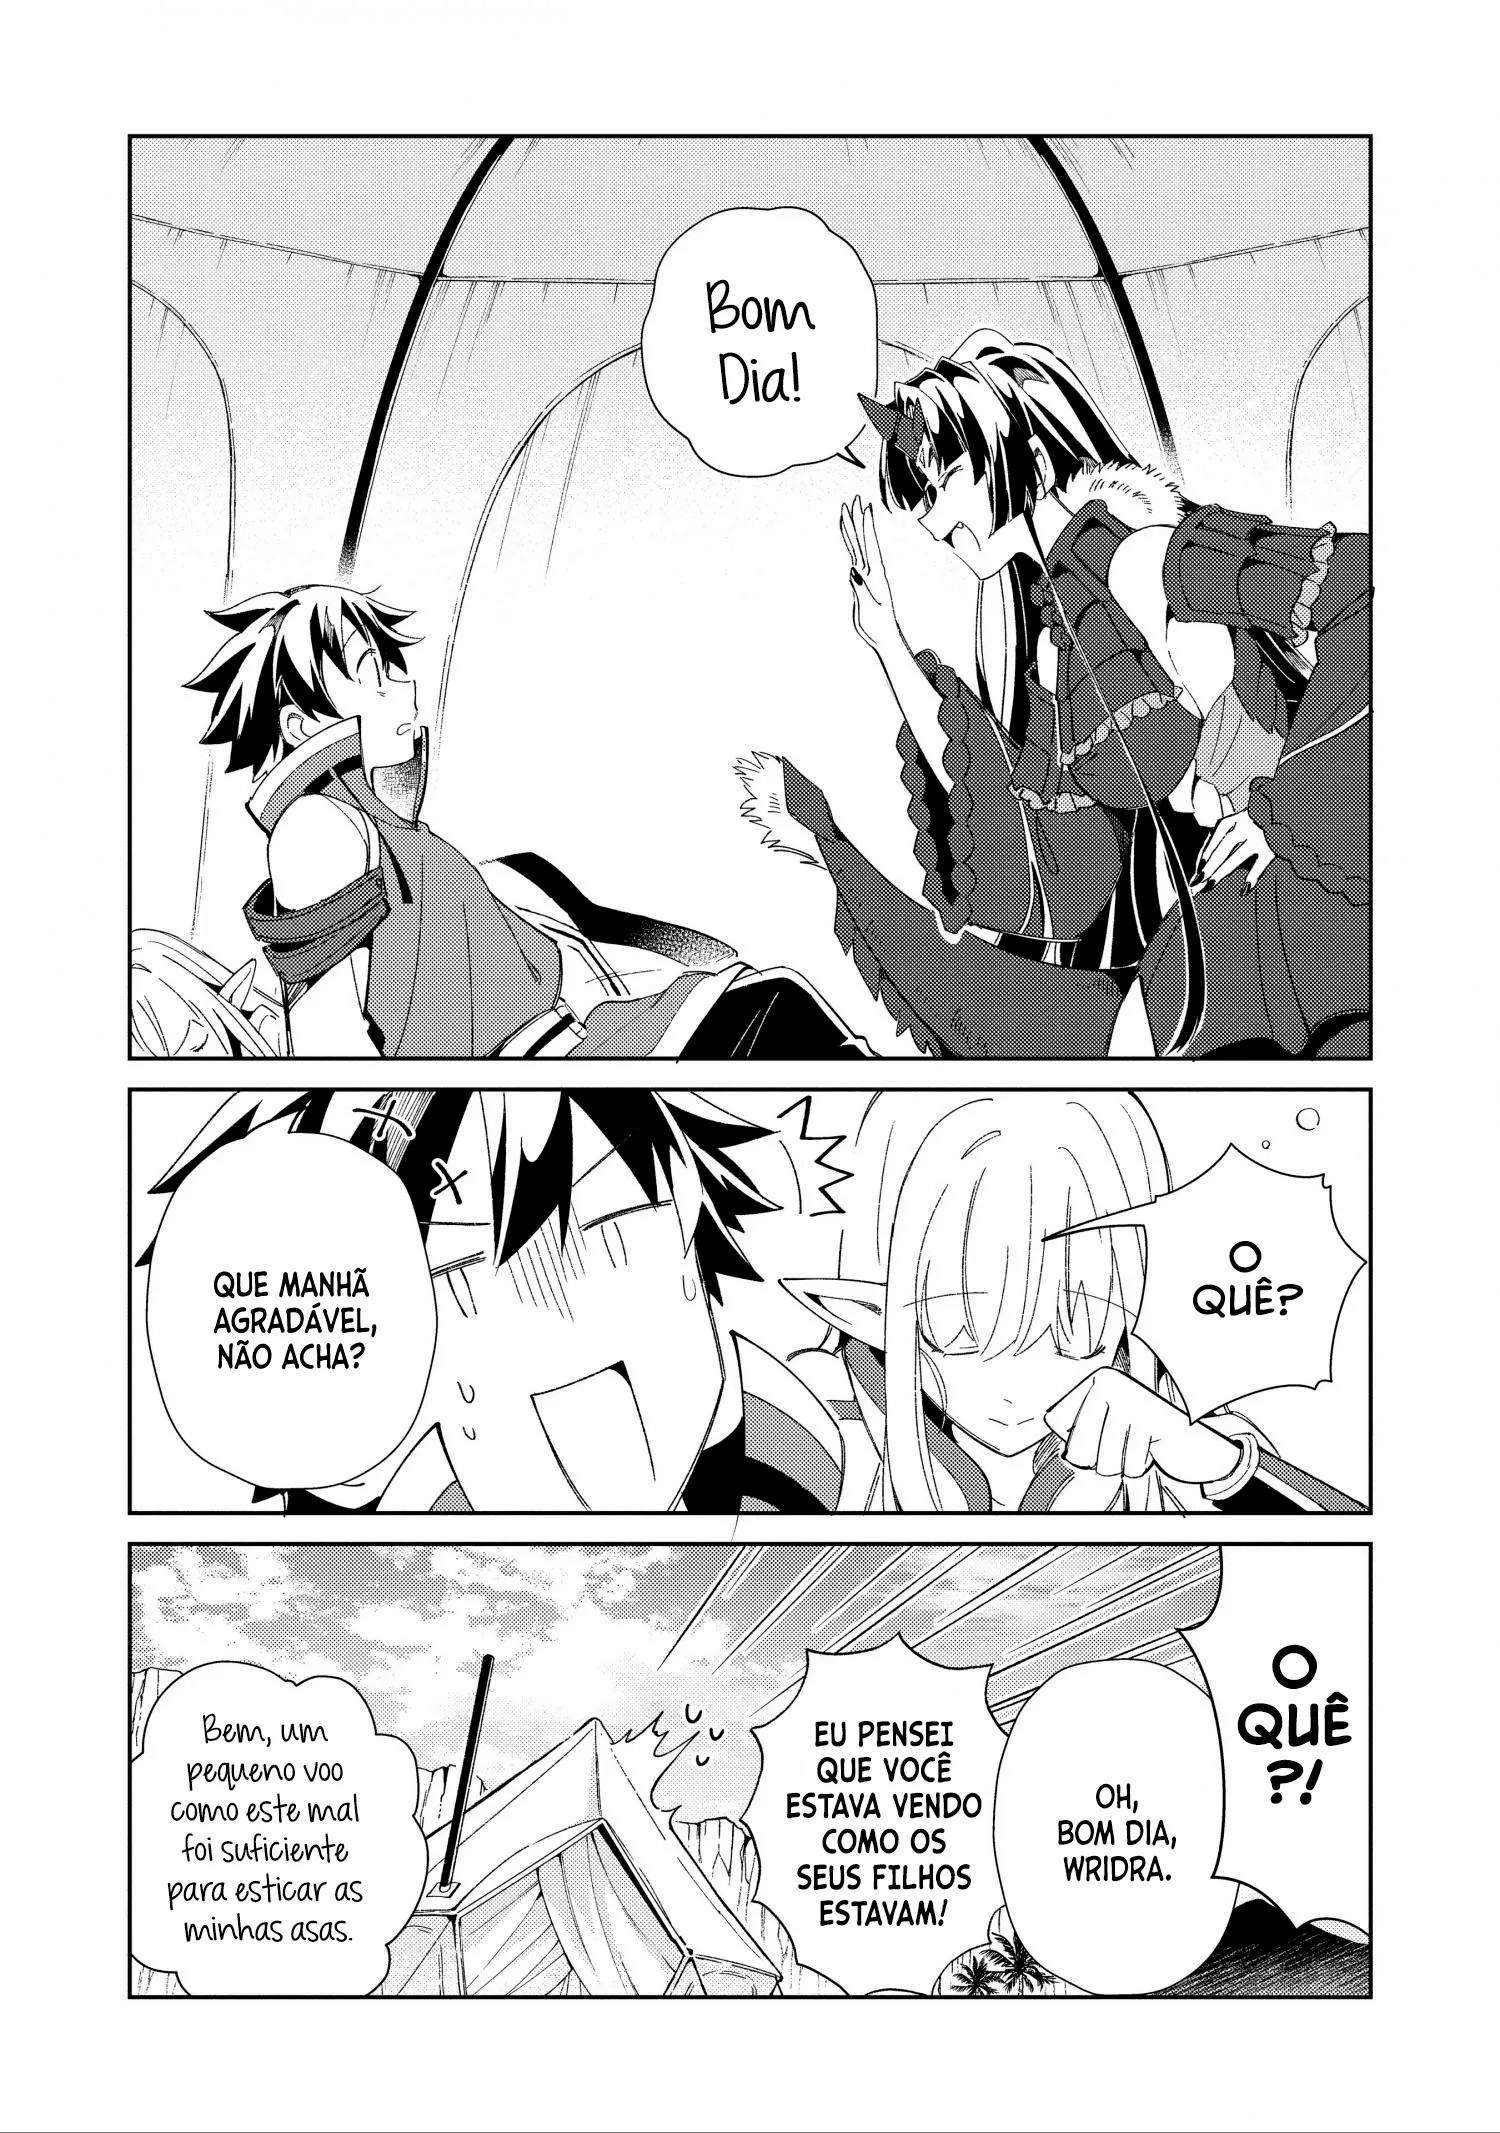 Bom
Dia!
O
QUÊ?
QUE MANHÃ
AGRADÁVEL,
NÃO ACHA?
O
QUÊ
?!
OH,
BOM DIA,
WRIDRA.
EU PENSEI
QUE VOCÊ
ESTAVA VENDO
COMO OS
SEUS FILHOS
ESTAVAM!
Bem, um
pequeno voo
como este mal
foi suficiente
para esticar as
minhas asas.